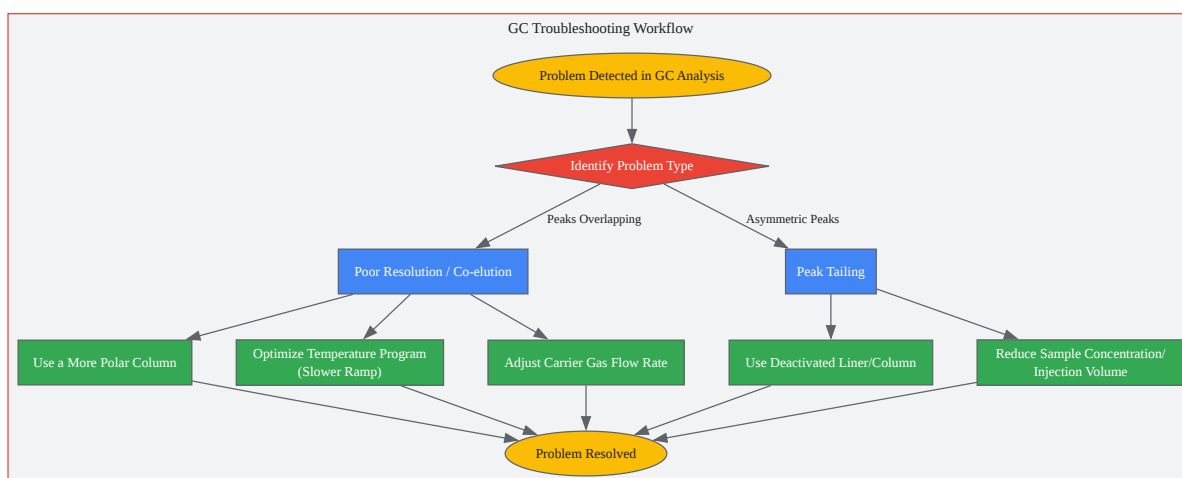 GC Troubleshooting Workflow
Problem Detected in GC Analysis
Identify Problem Type
Peaks Overlapping
Asymmetric Peaks
Poor Resolution / Co-elution
Peak Tailing
Use a More Polar Column
Optimize Temperature Program
(Slower Ramp)
Adjust Carrier Gas Flow Rate
Use Deactivated Liner/Column
Reduce Sample Concentration/
Injection Volume
Problem Resolved